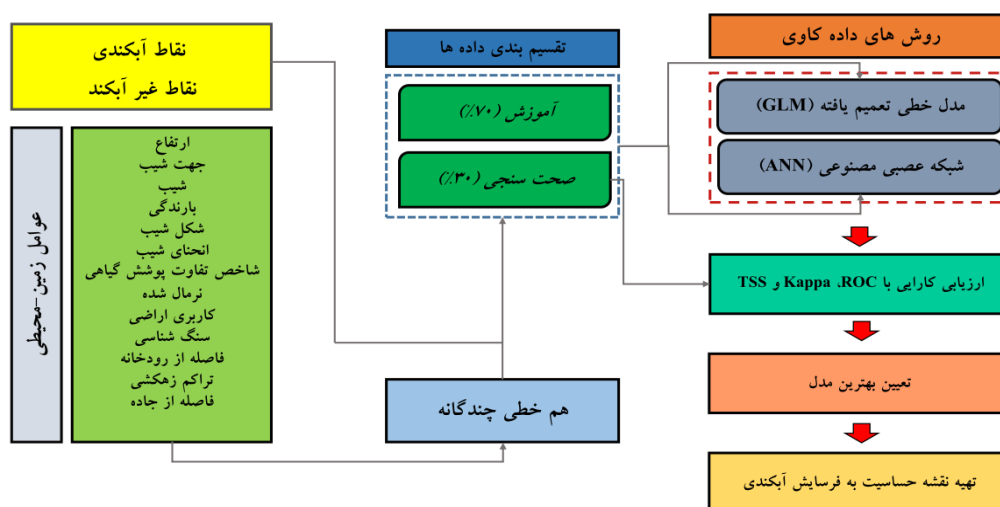 نقاط آبکندی
نقاط غیر آبکند
عوامل زمین-محیطی
ارتفاع
جهت شیب
شیب
بارندگی
شکل شیب
انحنای شیب
شاخص تفاوت پوشش گیاهی
نرمال شده
کاربری اراضی
سنگ شناسی
فاصله از رودخانه
تراکم زهکشی
فاصله از جاده
هم خطی چندگانه
تقسیم بندی داده ها
آموزش (۷۰٪)
صحت سنجی (۳۰٪)
روش های داده کاوی
مدل خطی تعمیم یافته (GLM)
شبکه عصبی مصنوعی (ANN)
ارزیابی کارایی با ROC، Kappa و TSS
تعیین بهترین مدل
تهیه نقشه حساسیت به فرسایش آبکندی